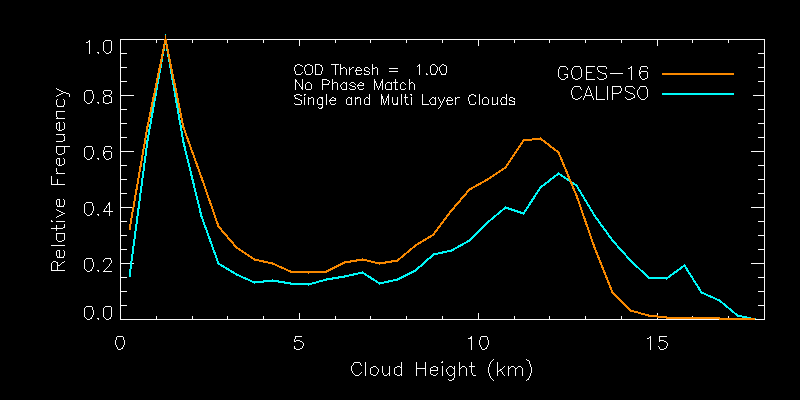 COD Thresh =  1.00
No Phase Match
Single and Multi Layer Clouds
GOES-16
CALIPSO
Relative Frequency
1.0
0.8
0.6
0.4
0.2
0.0
0 5 10 15
Cloud Height (km)